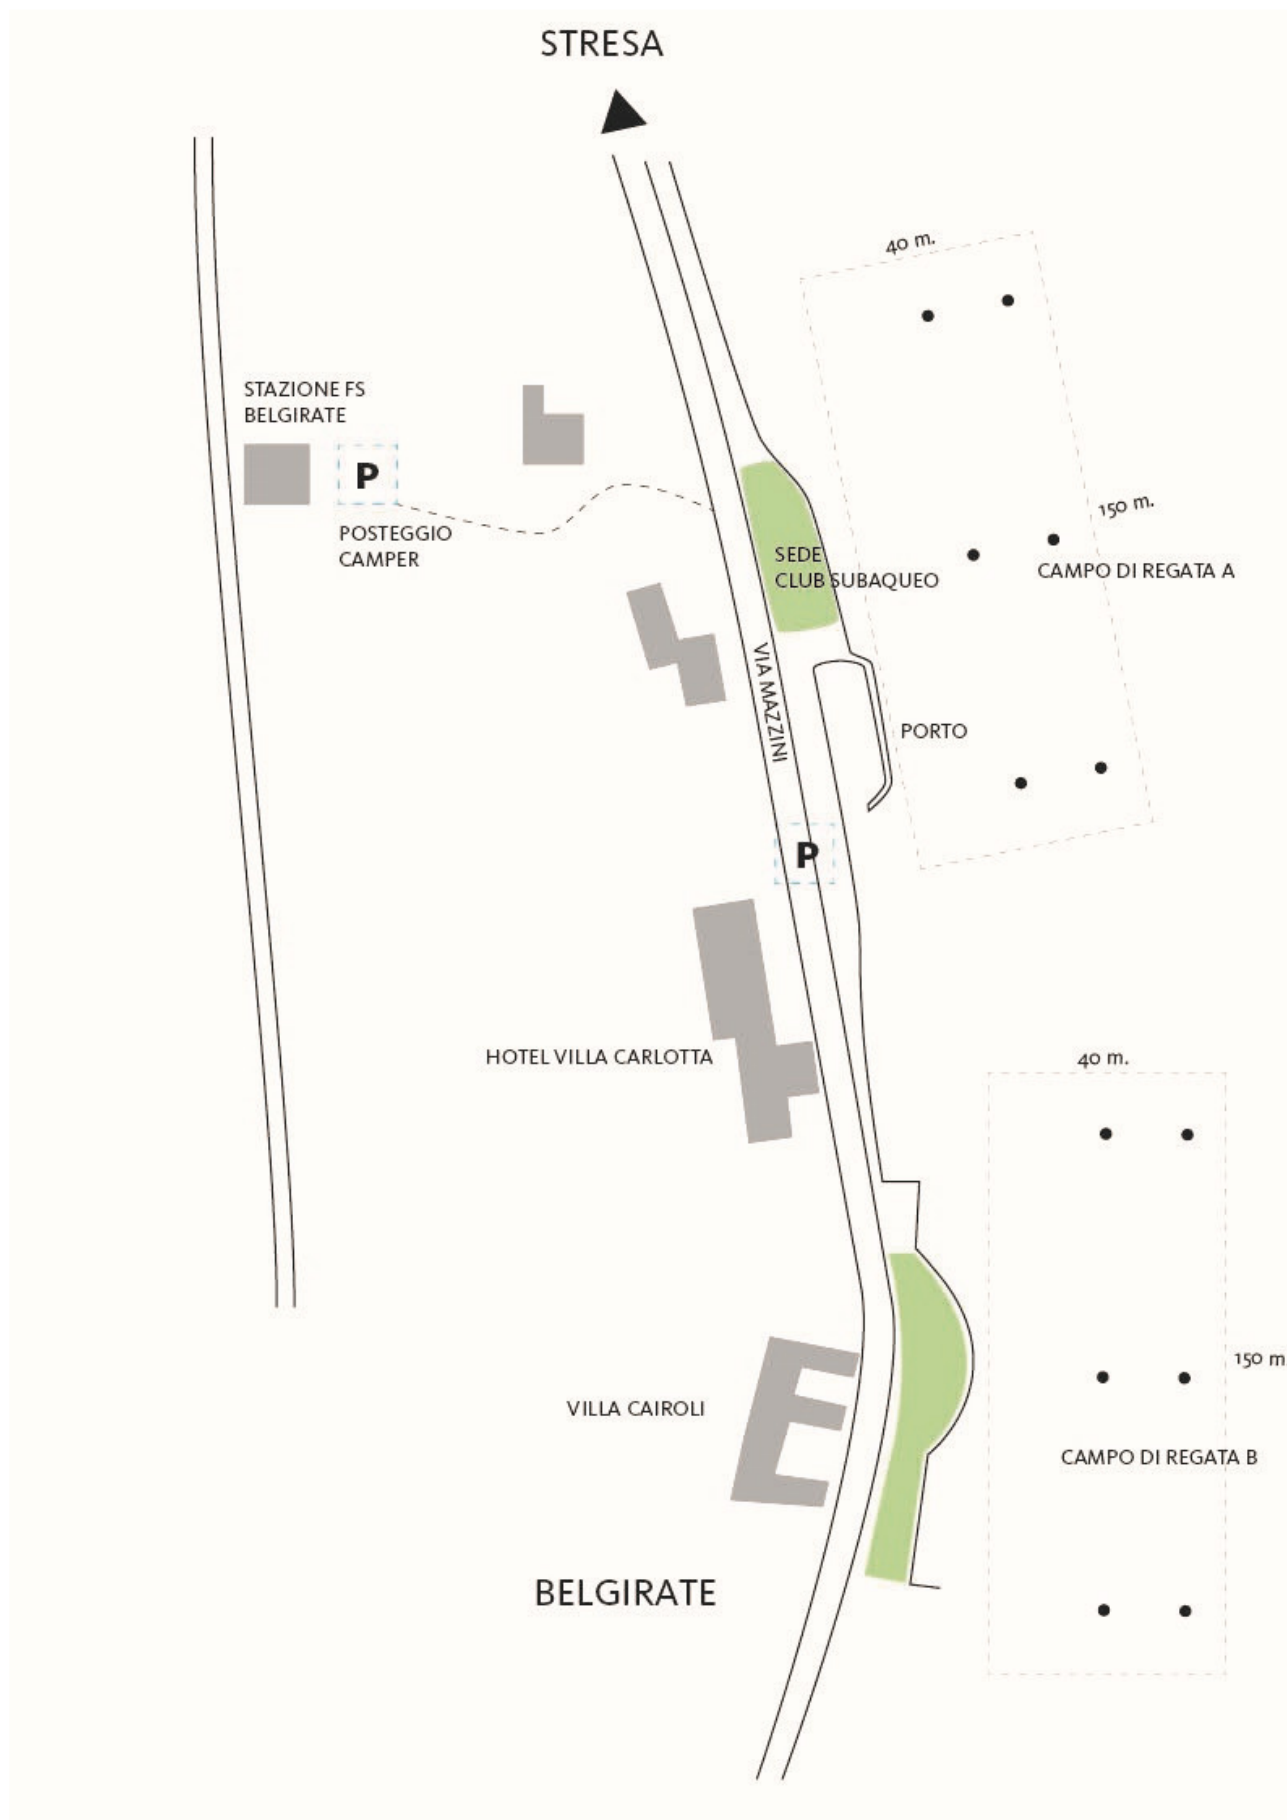 STRESA
40 m.
STAZIONE FS
BELGIRATE
P
POSTEGGIO
CAMPER
150 m.
SEDE
CLUB SUBAQUEO
CAMPO DI REGATA A
VIA MAZZINI
PORTO
P
HOTEL VILLA CARLOTTA
40 m.
150 m
VILLA CAIROLI
CAMPO DI REGATA B
BELGIRATE